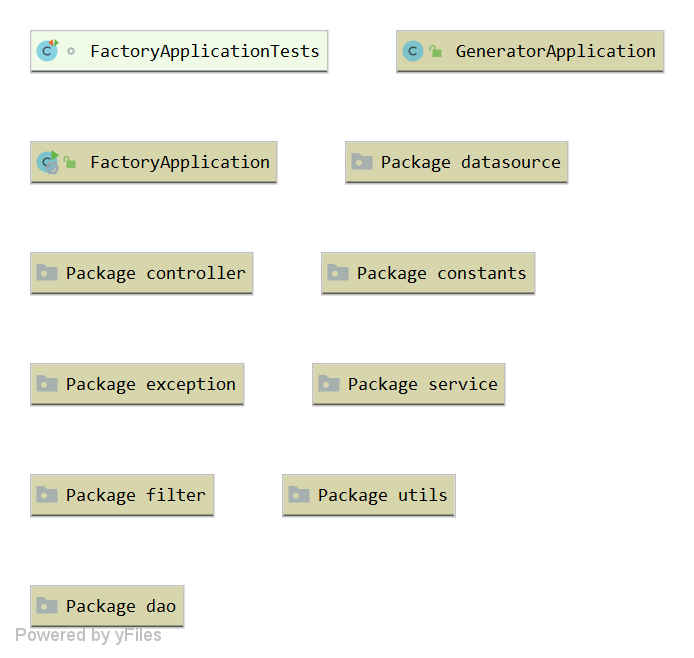 FactoryApplicationTests
GeneratorApplication
FactoryApplication
Package datasource
Package controller
Package constants
Package exception
Package service
Package filter
Package utils
Package dao
Powered by yFiles